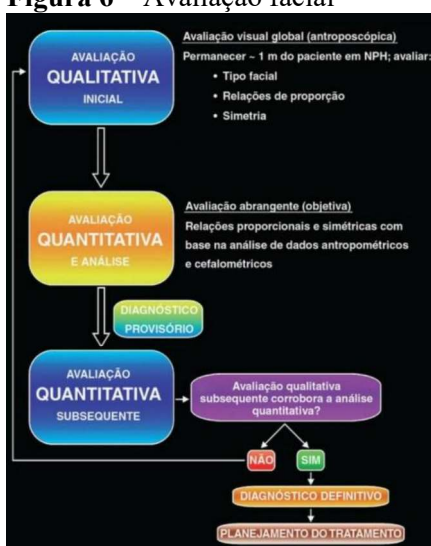 Figura 6 – Avaliação facial
AVALIAÇÃO
QUALITATIVA
INICIAL
Avaliação visual global (antroposcópica)
Permanecer ~ 1 m do paciente em NPH; avaliar:
• Tipo facial
• Relações de proporção
• Simetria
AVALIAÇÃO
QUANTITATIVA
E ANÁLISE
Avaliação abrangente (objetiva)
Relações proporcionais e simétricas com
base na análise de dados antropométricos
e cefalométricos
DIAGNÓSTICO
PROVISÓRIO
AVALIAÇÃO
QUANTITATIVA
SUBSEQUENTE
Avaliação qualitativa
subsequente corrobora a análise
quantitativa?
NÃO
SIM
DIAGNÓSTICO DEFINITIVO
PLANEJAMENTO DO TRATAMENTO